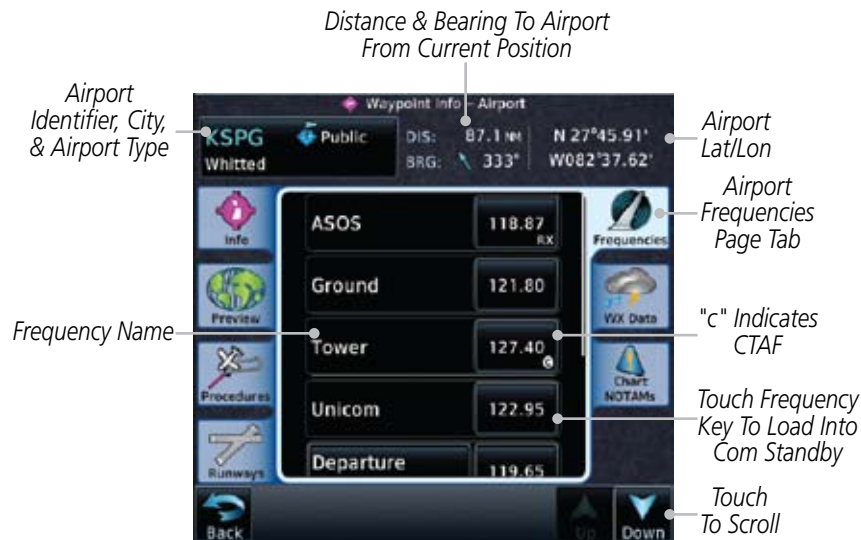 Distance & Bearing To Airport
From Current Position
Airport
Identifier, City,
& Airport Type
Waypoint Info – Airport
KSPG Public
Whitted
DIS: 87.1 NM
BRG: 333°
N 27°45.91'
W082°37.62'
Airport
Lat/Lon
Airport
Frequencies
Page Tab
Info
Preview
Procedures
Runways
ASOS 118.87 RX
Ground 121.80
Tower 127.40 C
Unicom 122.95
Departure 119.65
Frequencies
WX Data
Chart
NOTAMs
Frequency Name
"c" Indicates
CTAF
Touch Frequency
Key To Load Into
Com Standby
Touch
To Scroll
Back
Up
Down